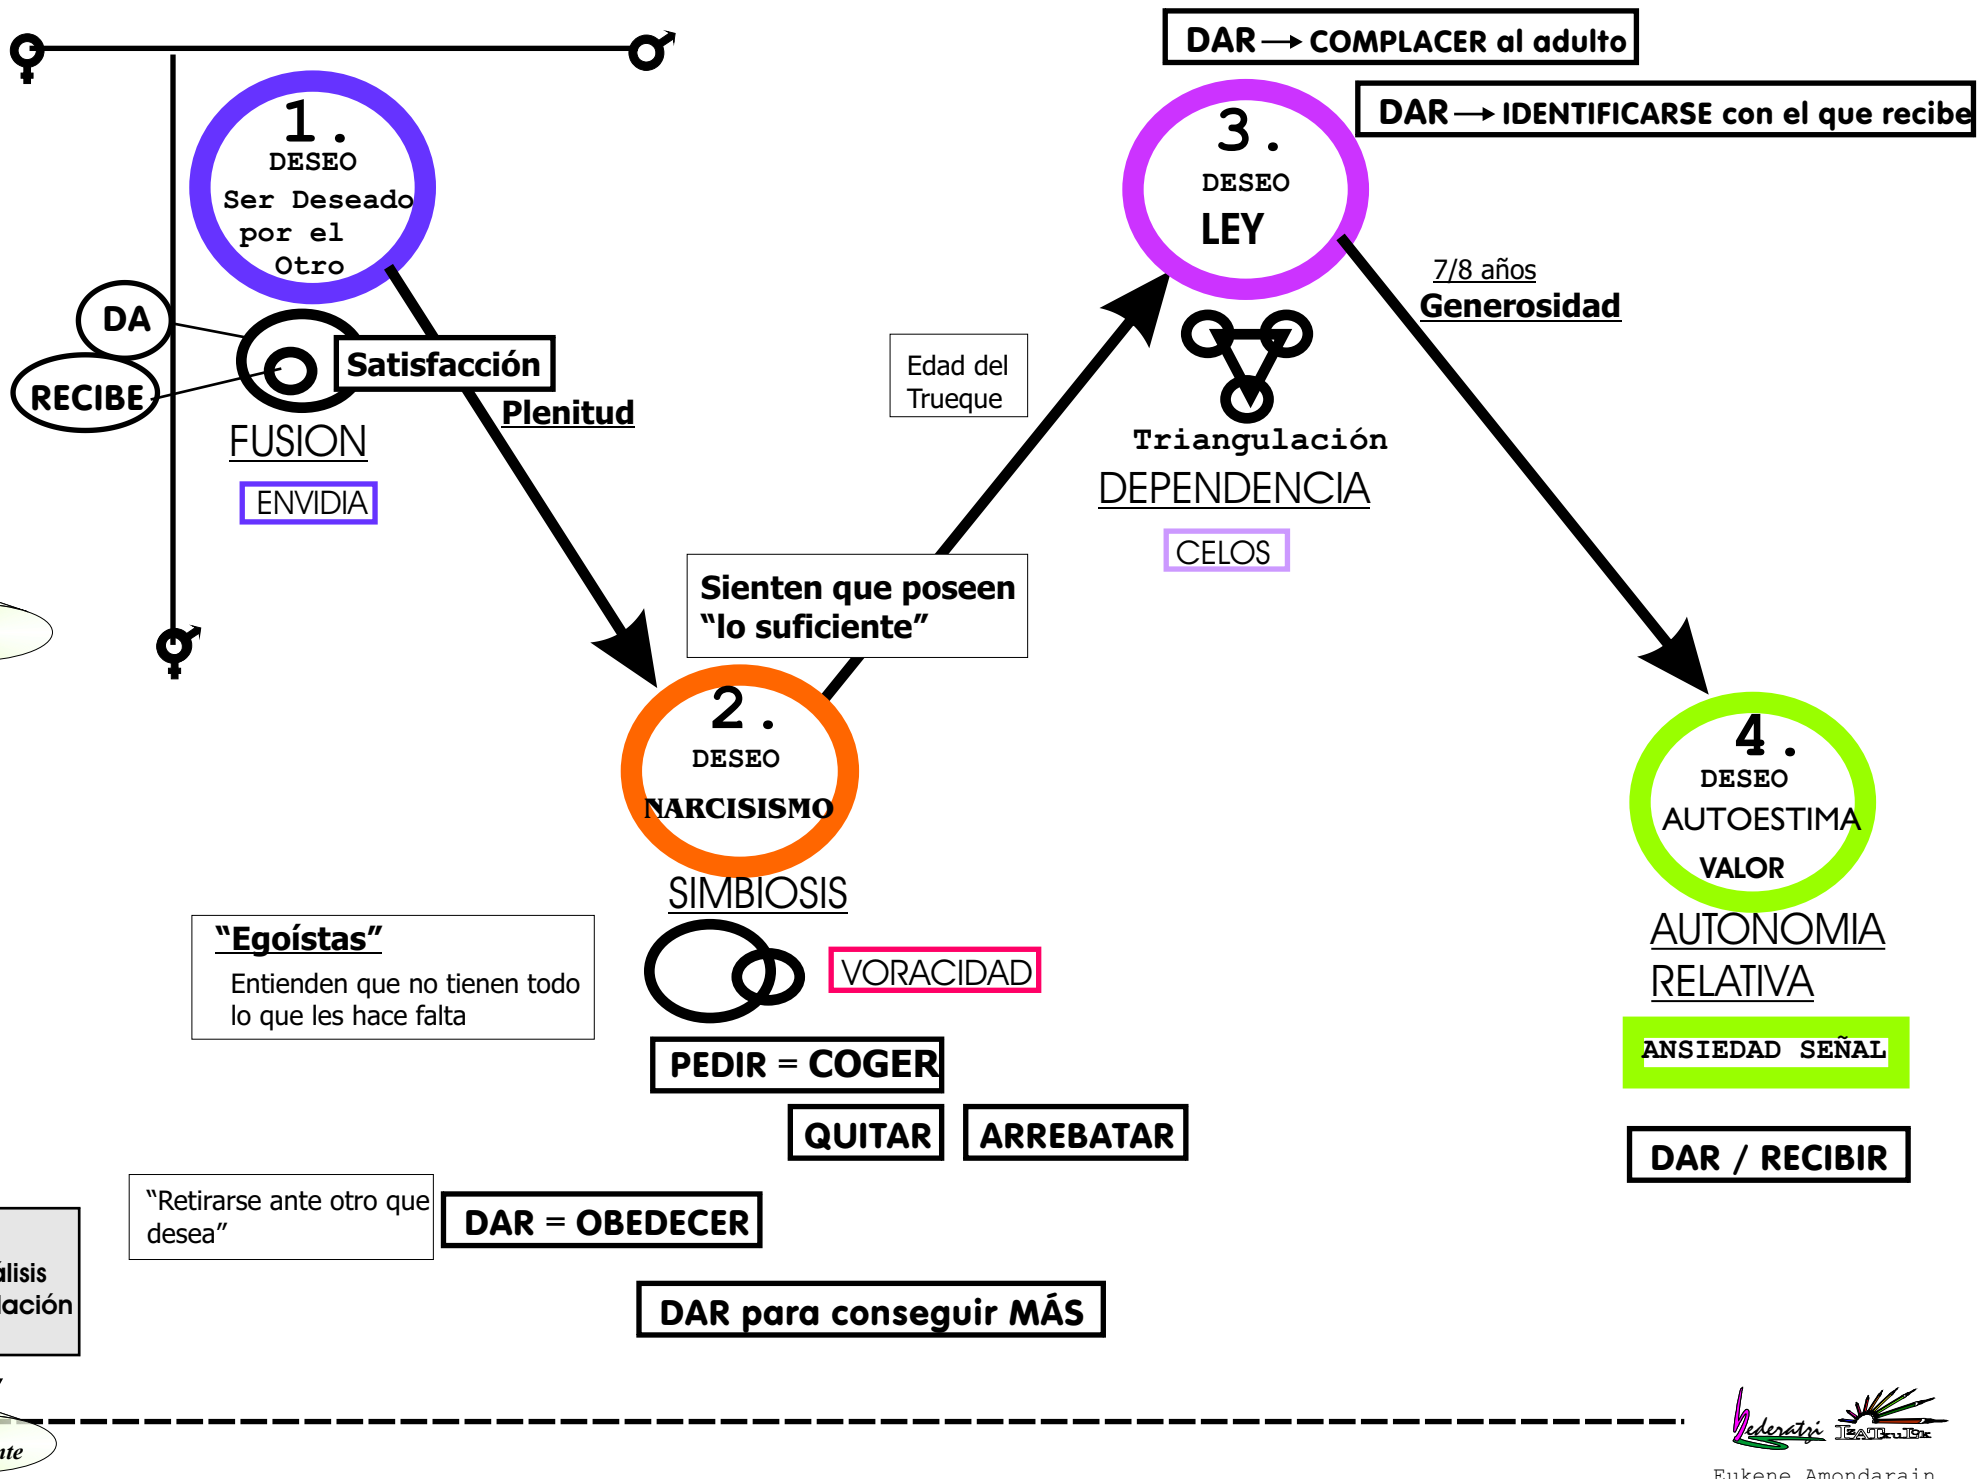 DAR → COMPLACER al adulto
DAR → IDENTIFICARSE con el que recibe
1.
DESEO
Ser Deseado
por el
Otro
DA
RECIBE
Satisfacción
Plenitud
FUSION
ENVIDIA
3.
DESEO
LEY
7/8 años
Generosidad
Edad del
Trueque
Triangulación
DEPENDENCIA
CELOS
Sienten que poseen
“lo suficiente”
2.
DESEO
NARCISISMO
SIMBIOSIS
VORACIDAD
“Egoístas”
Entienden que no tienen todo
lo que les hace falta
PEDIR = COGER
QUITAR
ARREBATAR
“Retirarse ante otro que
desea”
DAR = OBEDECER
DAR para conseguir MÁS
4.
DESEO
AUTOESTIMA
VALOR
AUTONOMIA
RELATIVA
ANSIEDAD SEÑAL
DAR / RECIBIR
álisis
lación
nte
Eukene Amondarain